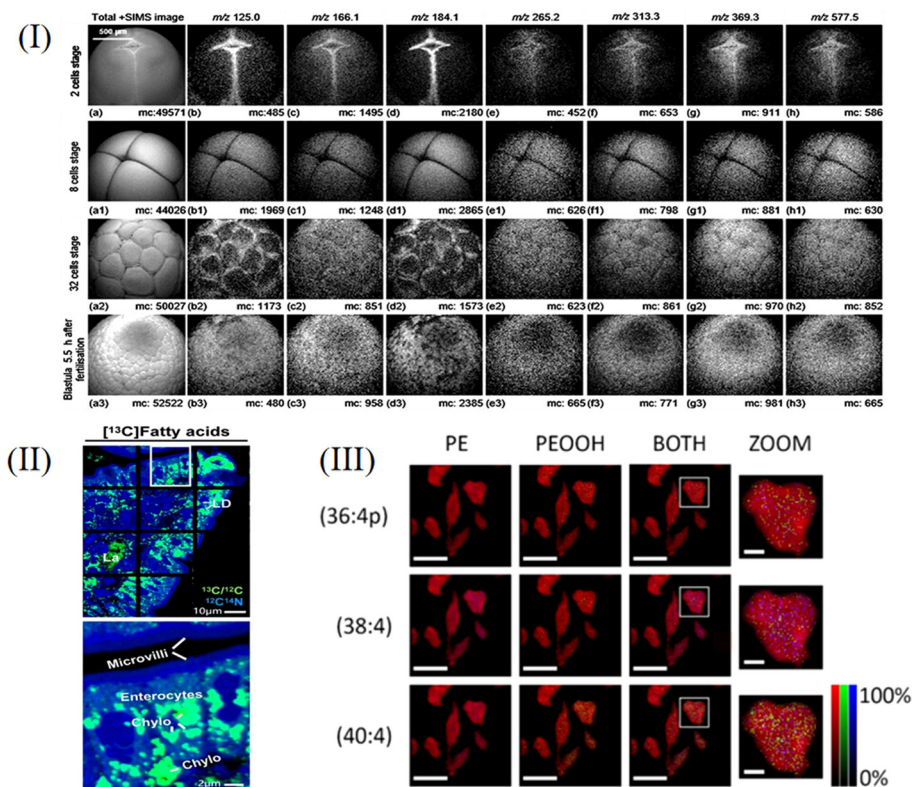 (I)
Total +SIMS image m/z 125.0 m/z 166.1 m/z 184.1 m/z 265.2 m/z 313.3 m/z 369.3 m/z 577.5
500 µm
2 cells stage
(a) mc:49571 (b) mc:485 (c) mc: 1495 (d) mc:2180 (e) mc: 452 (f) mc: 653 (g) mc: 911 (h) mc: 586
8 cells stage
(a1) mc: 44026 (b1) mc: 1969 (c1) mc: 1248 (d1) mc: 2865 (e1) mc: 626 (f1) mc: 798 (g1) mc: 881 (h1) mc: 630
32 cells stage
(a2) mc: 50027 (b2) mc: 1173 (c2) mc: 851 (d2) mc: 1573 (e2) mc: 623 (f2) mc: 861 (g2) mc: 970 (h2) mc: 852
Blastula 5.5 h after
fertilisation
(a3) mc: 52522 (b3) mc: 480 (c3) mc: 958 (d3) mc: 2385 (e3) mc: 665 (f3) mc: 771 (g3) mc: 981 (h3) mc: 665
(II)
[¹³C]Fatty acids
LD
La
¹³C/¹²C
¹²C¹⁴N
10µm
Microvilli
Enterocytes
Chylo
Chylo
2µm
(III)
PE PEOOH BOTH ZOOM
(36:4p)
(38:4)
(40:4)
100%
0%